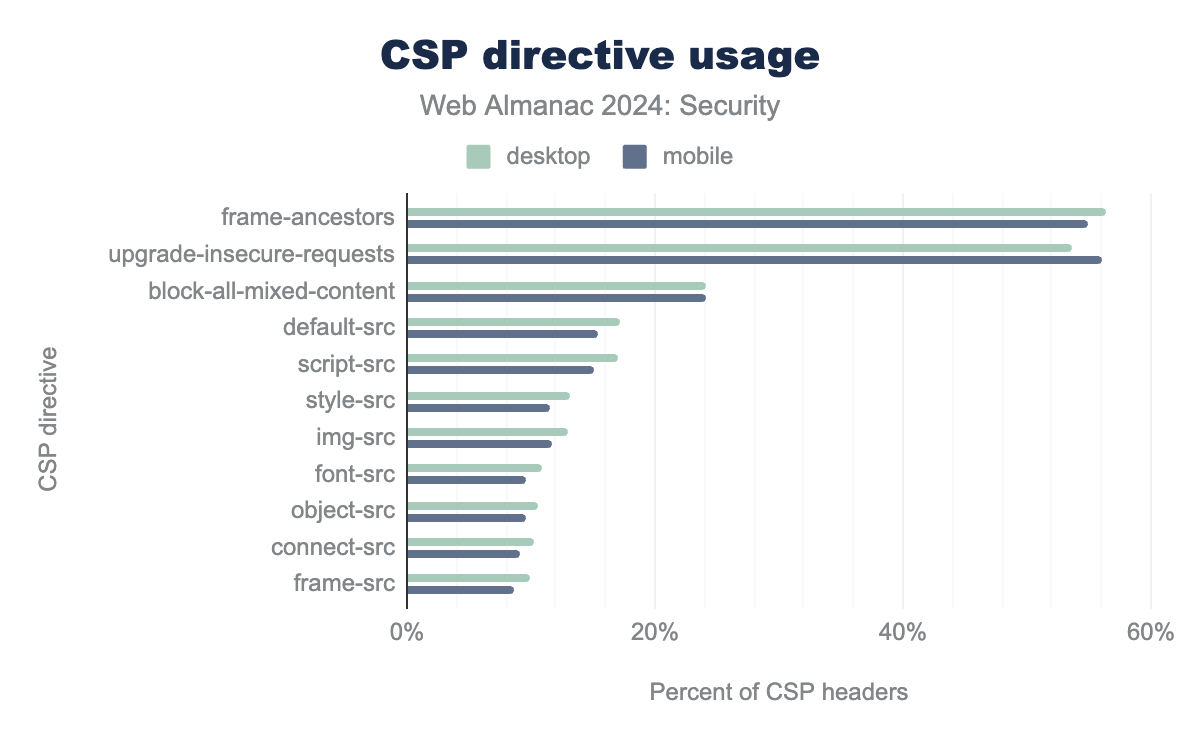 CSP directive usage
Web Almanac 2024: Security
desktop mobile
frame-ancestors
upgrade-insecure-requests
block-all-mixed-content
default-src
script-src
style-src
img-src
font-src
object-src
connect-src
frame-src
CSP directive
0% 20% 40% 60%
Percent of CSP headers